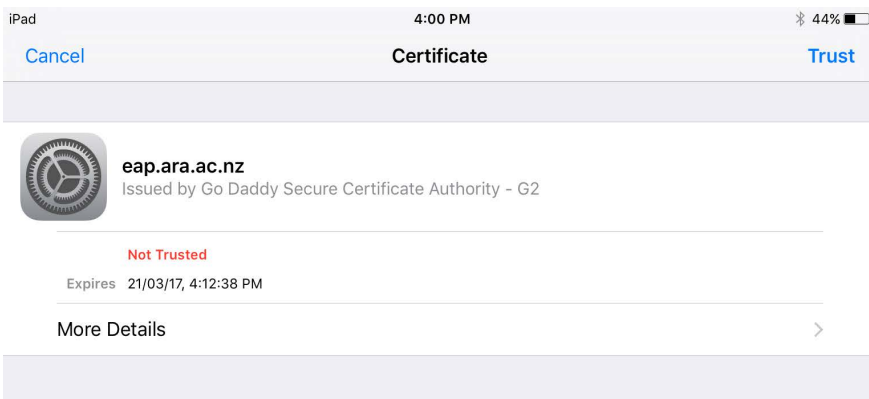 iPad 4:00 PM 44%
Cancel Certificate Trust
eap.ara.ac.nz
Issued by Go Daddy Secure Certificate Authority - G2
Not Trusted
Expires 21/03/17, 4:12:38 PM
More Details